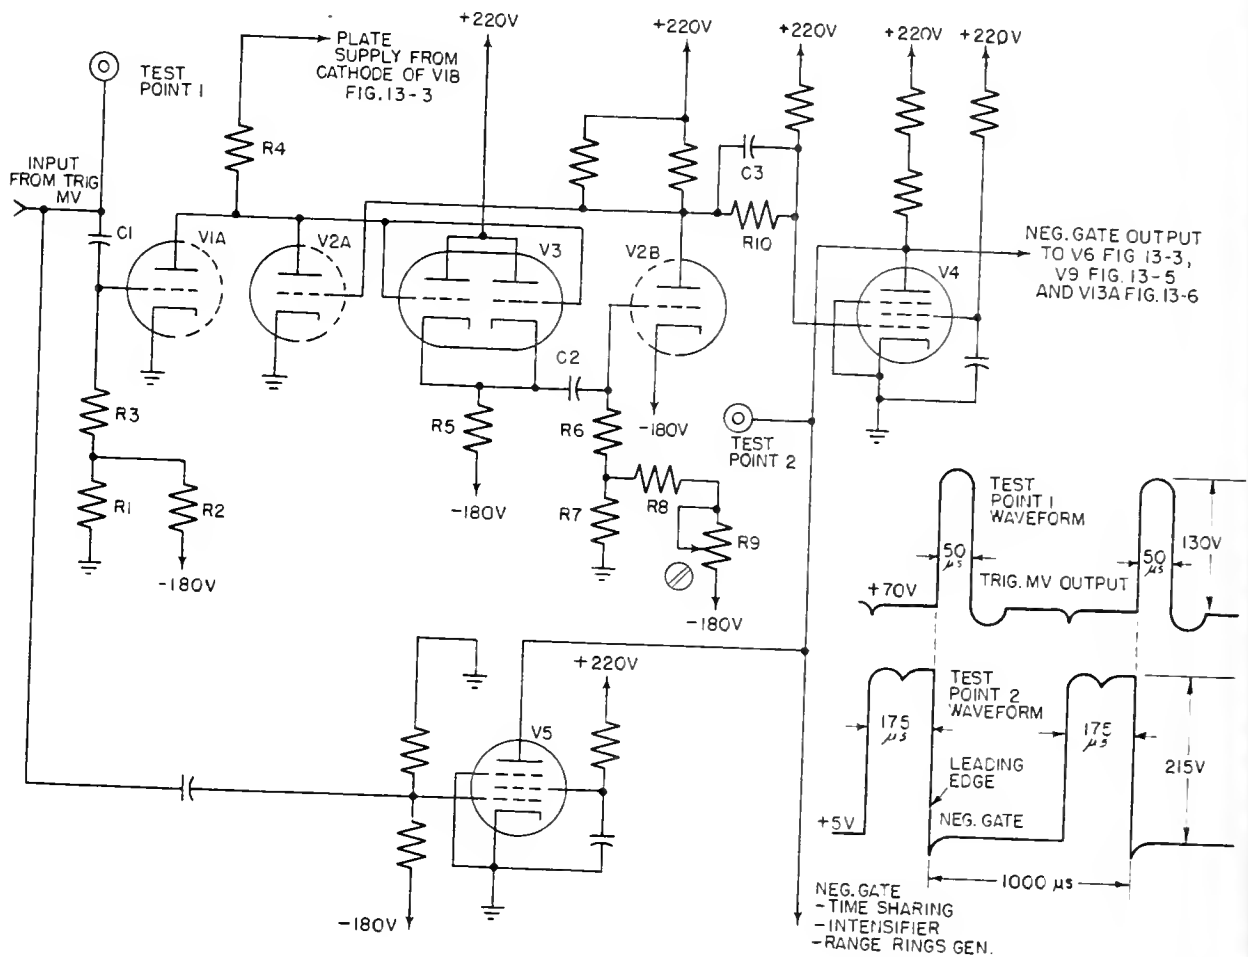 +220V
PLATE
SUPPLY FROM
CATHODE OF V1B
FIG. 13-3
TEST
POINT 1
R4
INPUT
FROM TRIG
MV
C1
V1A
V2A
V3
V2B
+220V
+220V
+220V
+220V
C3
R10
V4
NEG. GATE OUTPUT
TO V6 FIG 13-3,
V9 FIG. 13-5
AND V13A FIG. 13-6
R3
R1
R2
-180V
C2
R5
-180V
R6
R7
R8
R9
-180V
-180V
TEST
POINT 2
TEST
POINT 1
WAVEFORM
50
μs
50
μs
130V
+70V
TRIG. MV OUTPUT
TEST
POINT 2
WAVEFORM
175
μs
175
μs
215V
LEADING
EDGE
+5V
NEG. GATE
1000 μs
+220V
V5
-180V
NEG. GATE
-TIME SHARING
-INTENSIFIER
-RANGE RINGS GEN.